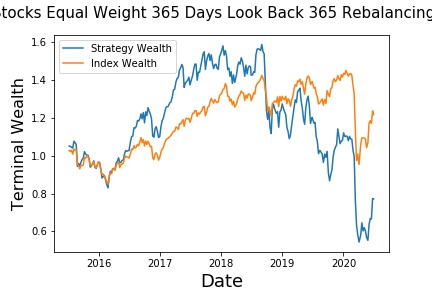 Stocks Equal Weight 365 Days Look Back 365 Rebalancing
Strategy Wealth
Index Wealth
Terminal Wealth
1.6
1.4
1.2
1.0
0.8
0.6
2016
2017
2018
2019
2020
Date